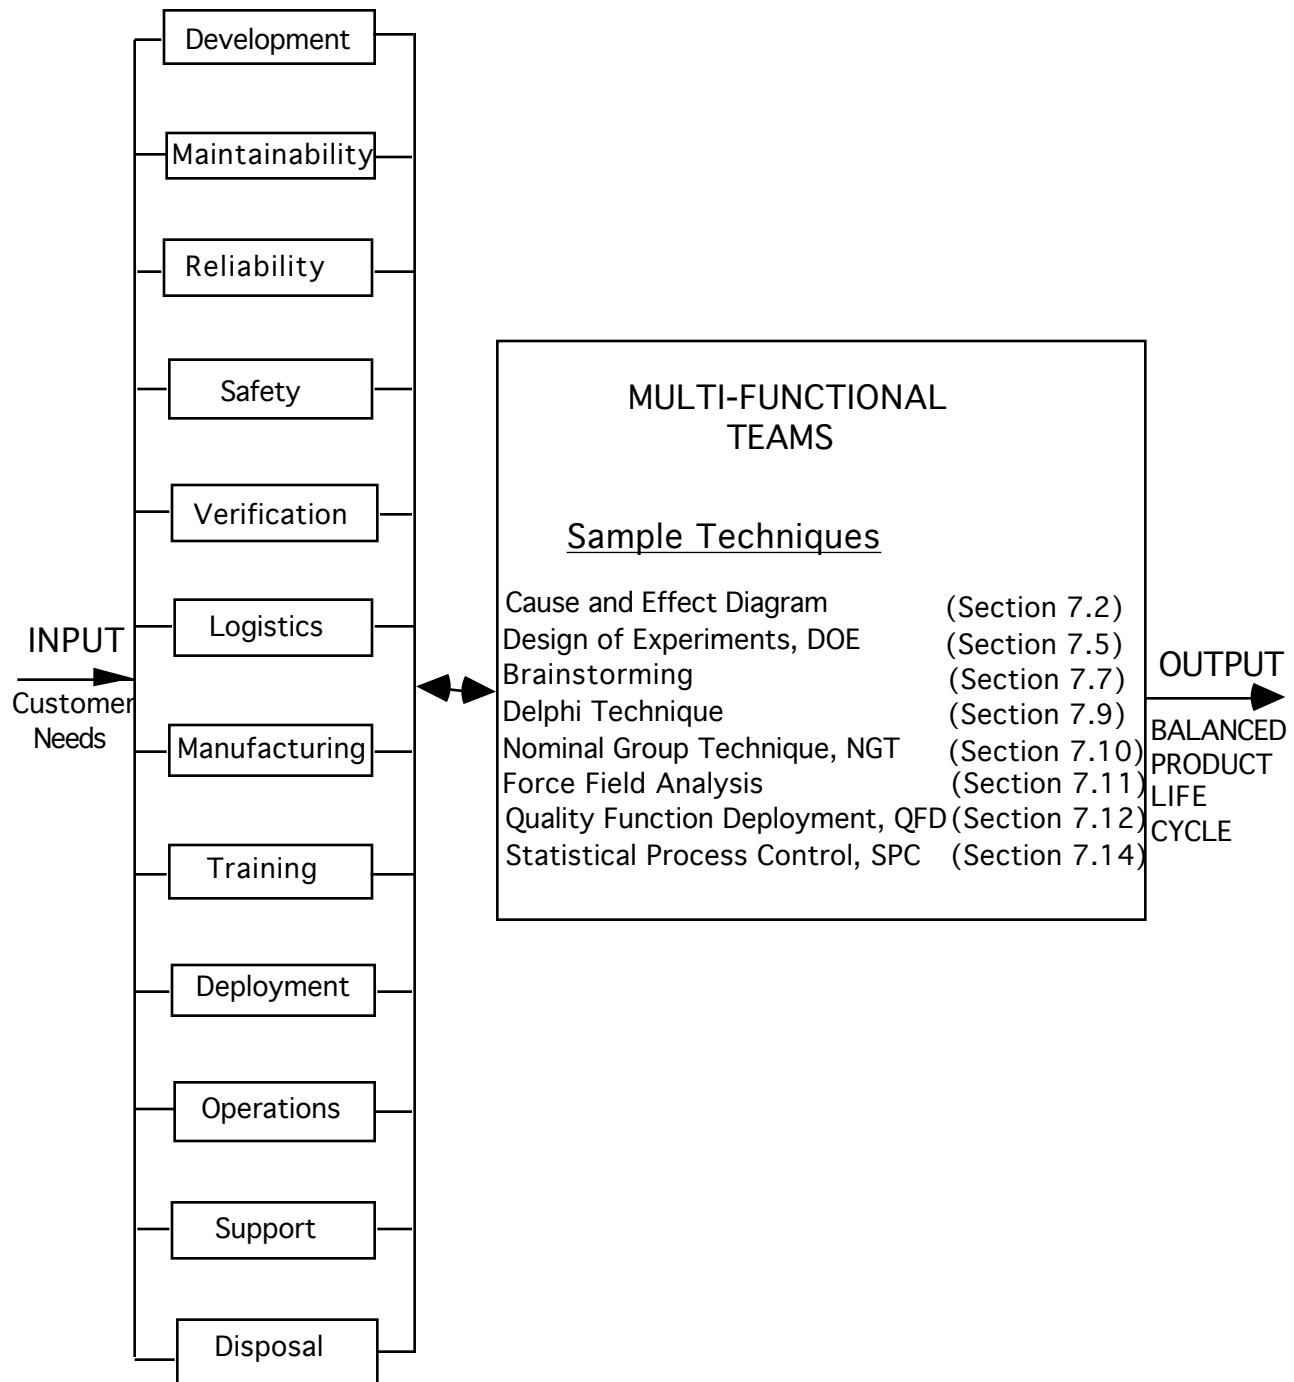 Development
Maintainability
Reliability
Safety
Verification
Logistics
Manufacturing
Training
Deployment
Operations
Support
Disposal
INPUT
Customer
Needs
MULTI-FUNCTIONAL
TEAMS
Sample Techniques
Cause and Effect Diagram (Section 7.2)
Design of Experiments, DOE (Section 7.5)
Brainstorming (Section 7.7)
Delphi Technique (Section 7.9)
Nominal Group Technique, NGT (Section 7.10)
Force Field Analysis (Section 7.11)
Quality Function Deployment, QFD (Section 7.12)
Statistical Process Control, SPC (Section 7.14)
OUTPUT
BALANCED
PRODUCT
LIFE
CYCLE